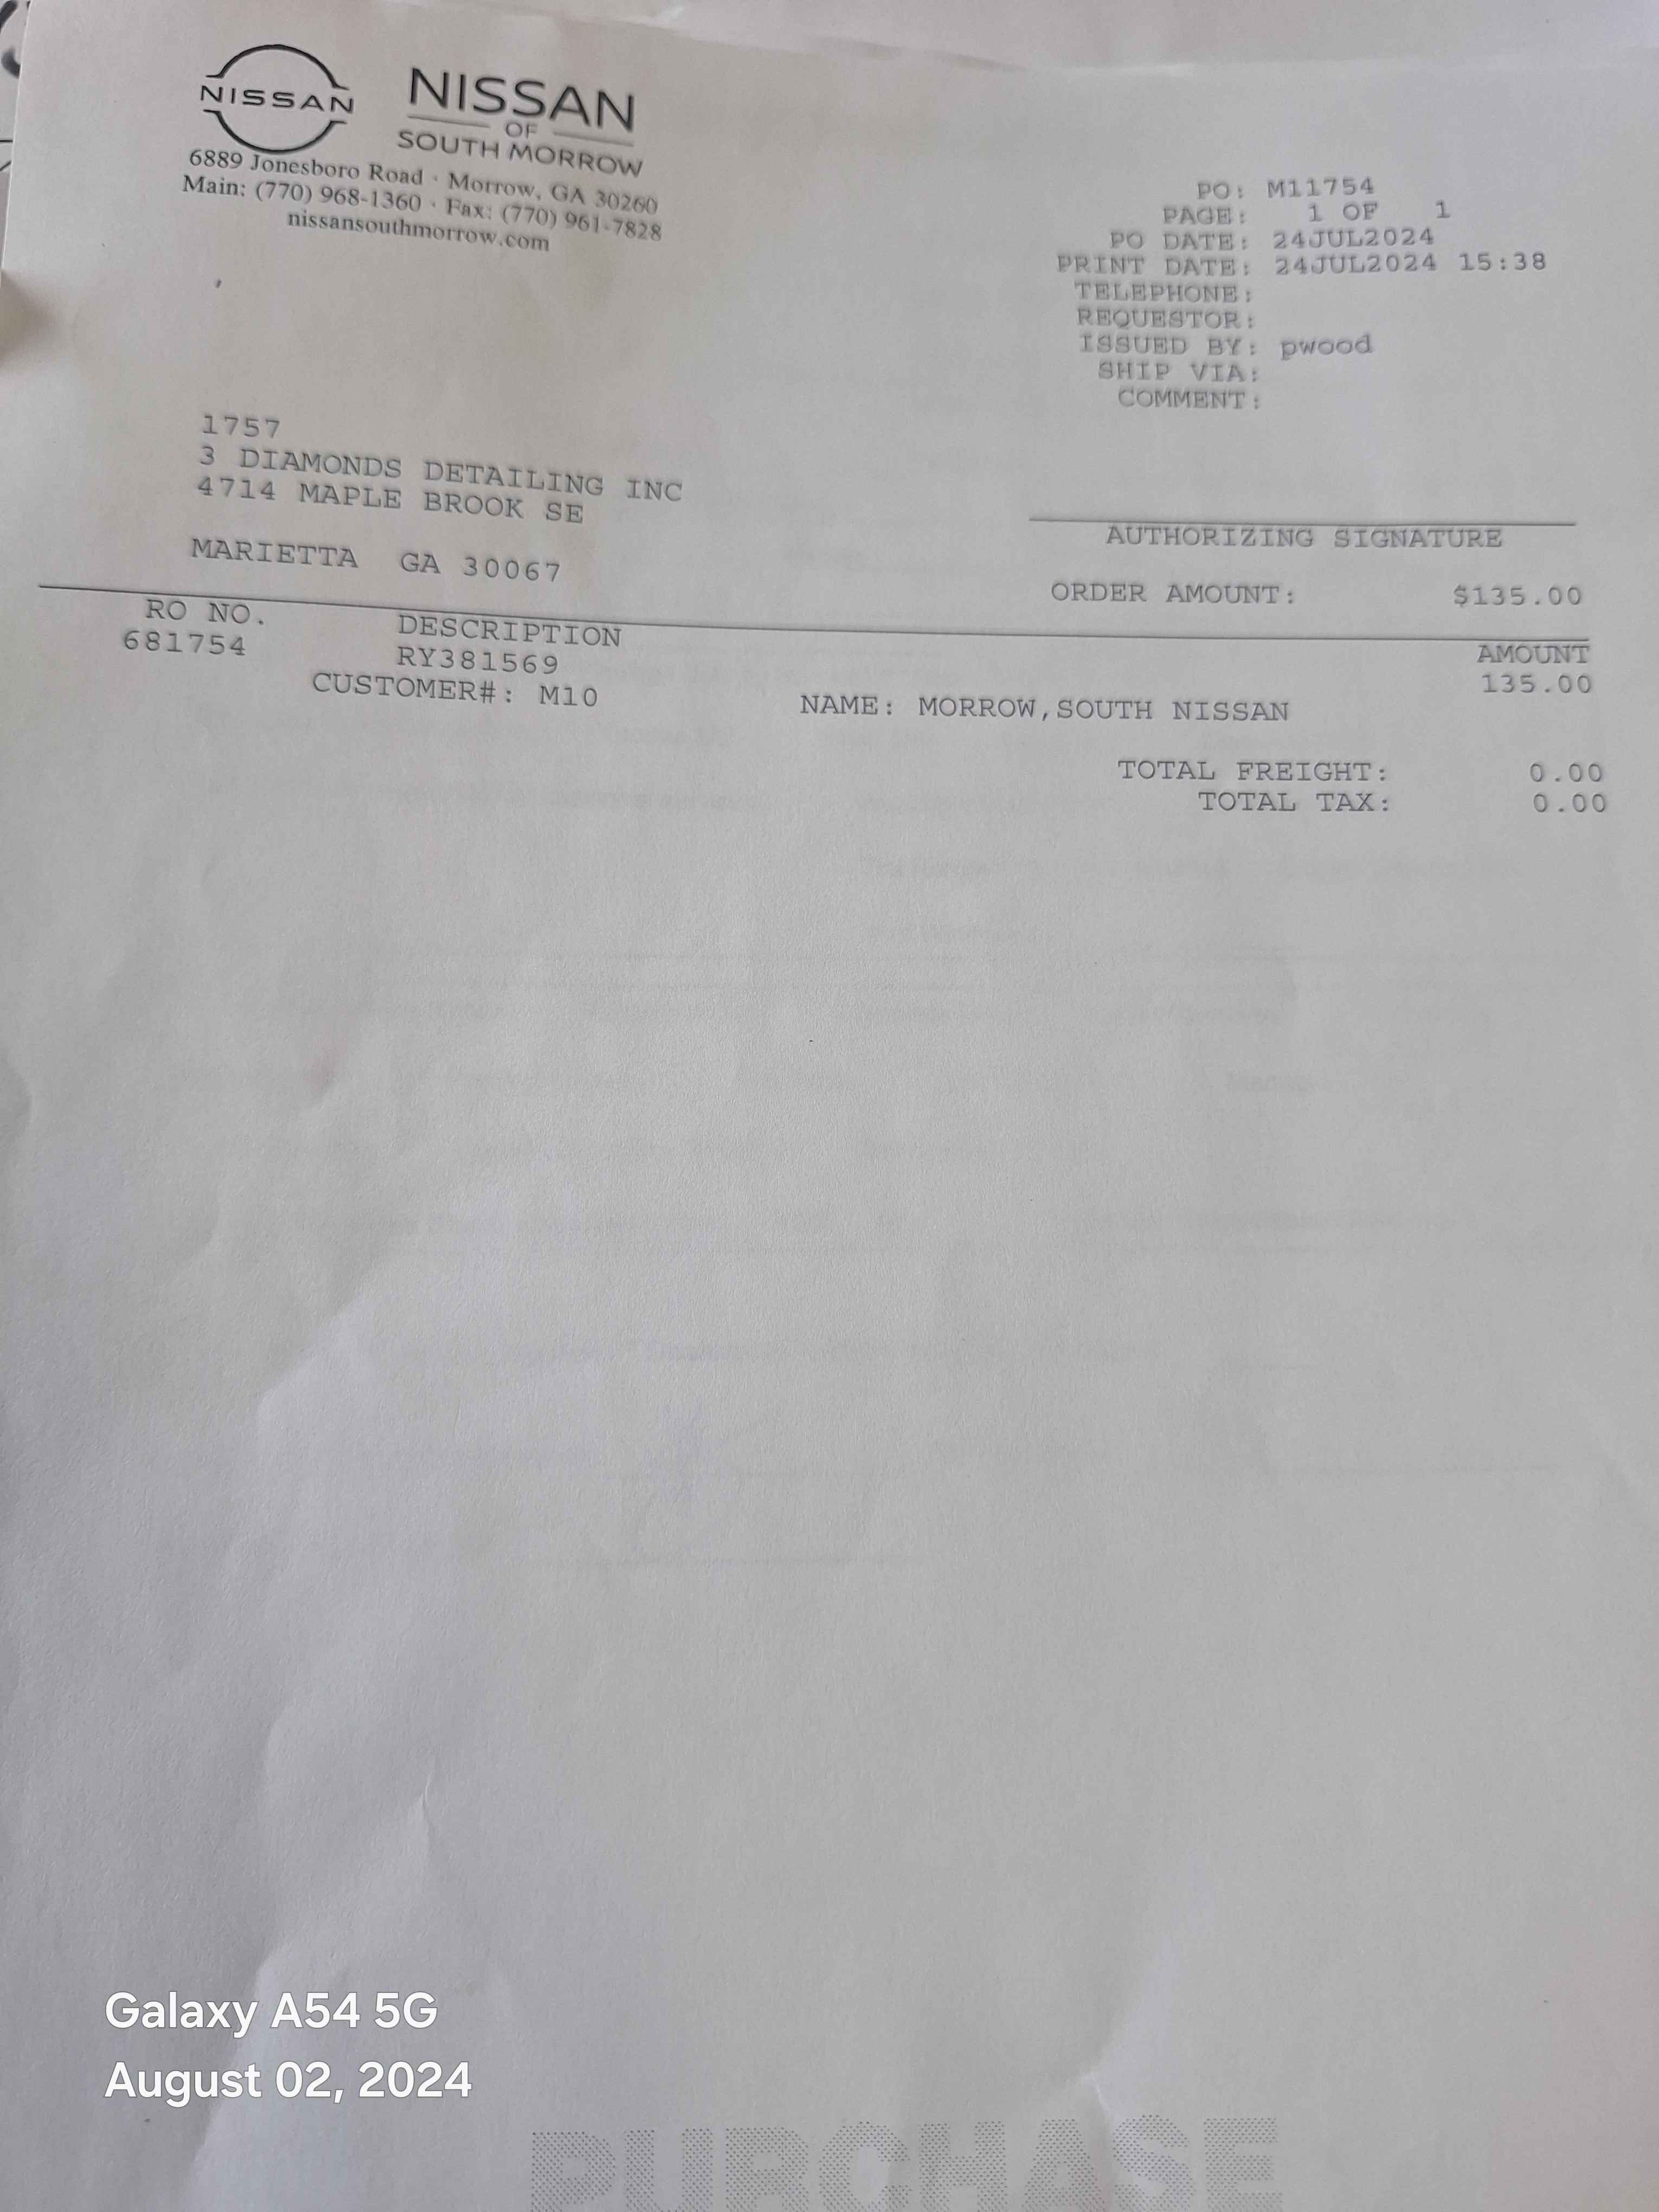 NISSAN
NISSAN
OF
SOUTH MORROW
6889 Jonesboro Road · Morrow, GA 30260
Main: (770) 968-1360 · Fax: (770) 961-7828
nissansouthmorrow.com
PO: M11754
PAGE: 1 OF 1
PO DATE: 24JUL2024
PRINT DATE: 24JUL2024 15:38
TELEPHONE:
REQUESTOR:
ISSUED BY: pwood
SHIP VIA:
COMMENT:
1757
3 DIAMONDS DETAILING INC
4714 MAPLE BROOK SE
MARIETTA GA 30067
AUTHORIZING SIGNATURE
ORDER AMOUNT: $135.00
RO NO. DESCRIPTION AMOUNT
681754 RY381569 135.00
CUSTOMER#: M10 NAME: MORROW,SOUTH NISSAN
TOTAL FREIGHT: 0.00
TOTAL TAX: 0.00
Galaxy A54 5G
August 02, 2024
PURCHASE